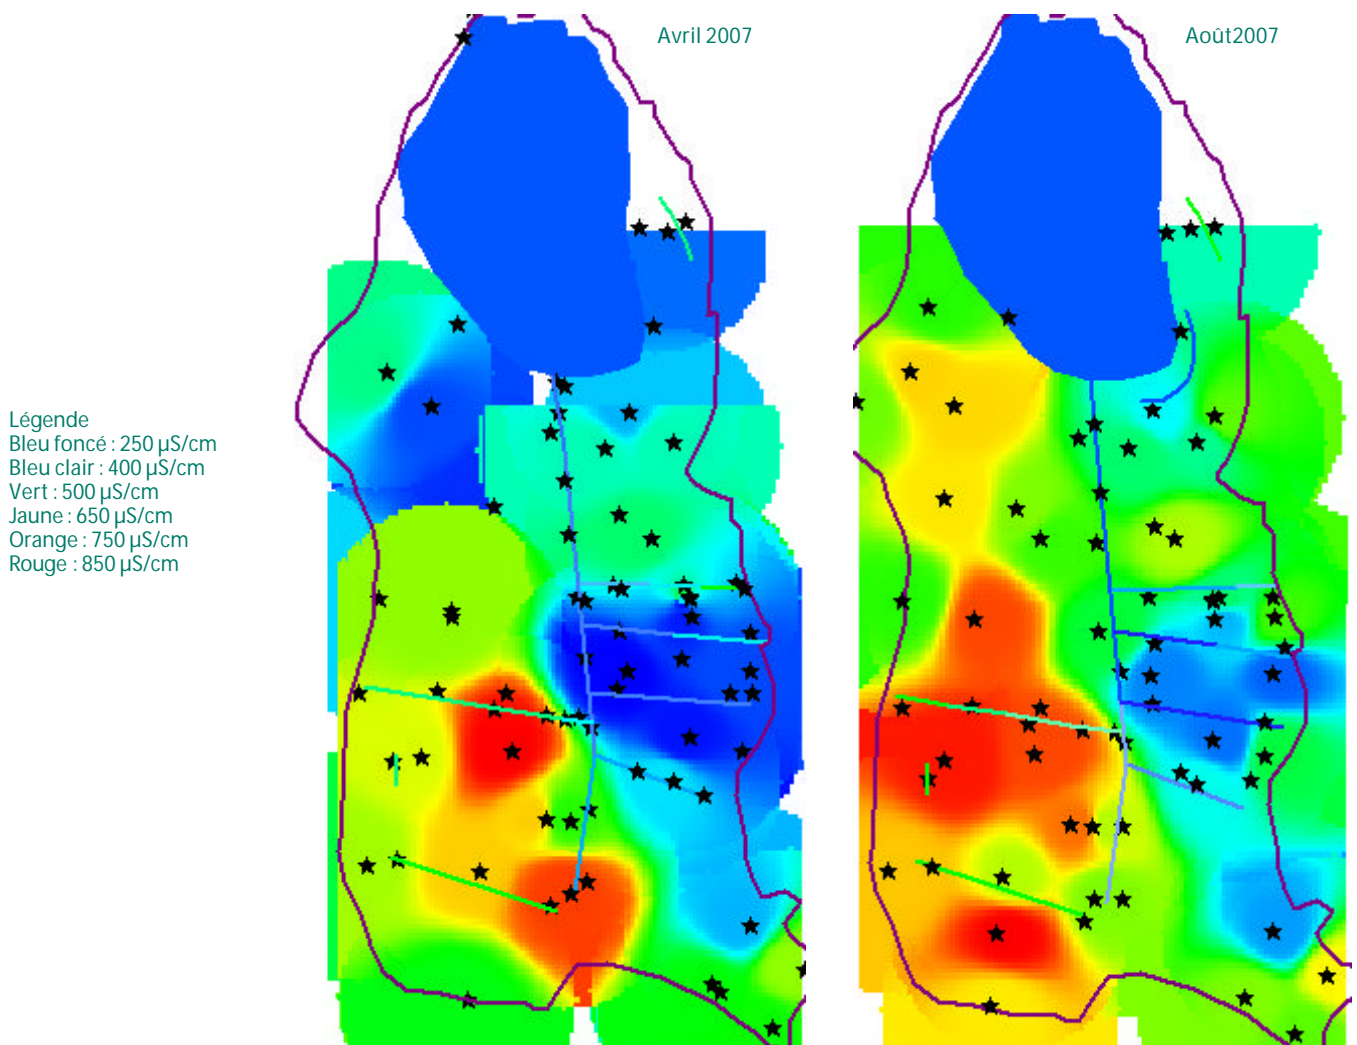 Avril 2007
Août2007
Légende
Bleu foncé : 250 µS/cm
Bleu clair : 400 µS/cm
Vert : 500 µS/cm
Jaune : 650 µS/cm
Orange : 750 µS/cm
Rouge : 850 µS/cm